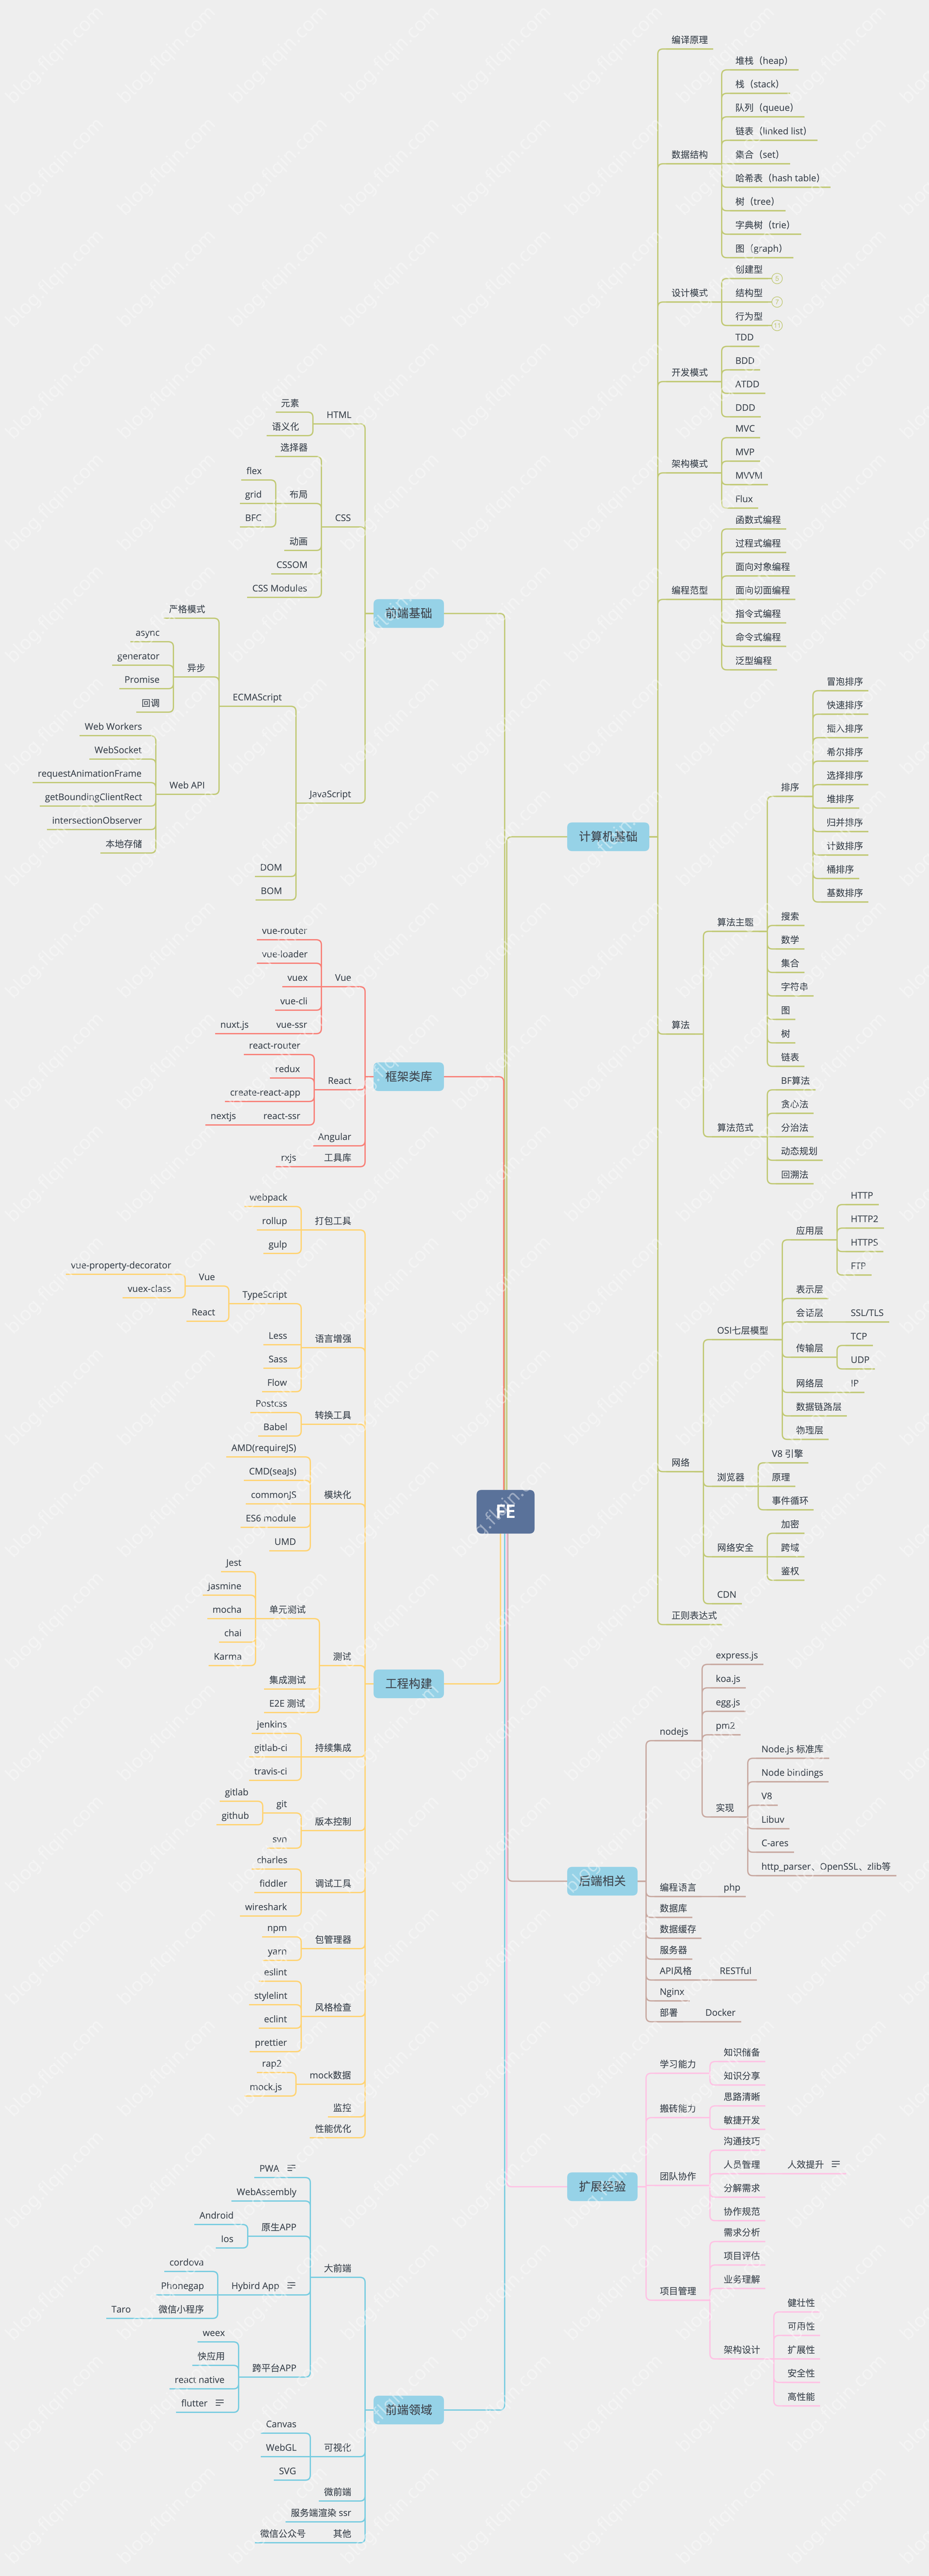 FE
计算机基础
编译原理
数据结构
堆栈（heap）
栈（stack）
队列（queue）
链表（linked list）
集合（set）
哈希表（hash table）
树（tree）
字典树（trie）
图（graph）
设计模式
创建型
6
结构型
7
行为型
11
开发模式
TDD
BDD
ATDD
DDD
架构模式
MVC
MVP
MVVM
Flux
编程范型
函数式编程
过程式编程
面向对象编程
面向切面编程
指令式编程
命令式编程
泛型编程
算法
算法主题
排序
冒泡排序
快速排序
插入排序
希尔排序
选择排序
堆排序
归并排序
计数排序
桶排序
基数排序
搜索
数学
集合
字符串
图
树
链表
算法范式
BF算法
贪心法
分治法
动态规划
回溯法
网络
OSI七层模型
应用层
HTTP
HTTP2
HTTPS
FTP
表示层
会话层
SSL/TLS
传输层
TCP
UDP
网络层
IP
数据链路层
物理层
浏览器
V8 引擎
原理
事件循环
网络安全
加密
跨域
鉴权
CDN
正则表达式
后端相关
nodejs
express.js
koa.js
egg.js
pm2
实现
Node.js 标准库
Node bindings
V8
Libuv
C-ares
http_parser、OpenSSL、zlib等
编程语言
php
数据库
数据缓存
服务器
API风格
RESTful
Nginx
部署
Docker
扩展经验
学习能力
知识储备
知识分享
搬砖能力
思路清晰
敏捷开发
团队协作
沟通技巧
人员管理
人效提升
分解需求
协作规范
项目管理
需求分析
项目评估
业务理解
架构设计
健壮性
可用性
扩展性
安全性
高性能
前端基础
HTML
元素
语义化
CSS
选择器
布局
flex
grid
BFC
动画
CSSOM
CSS Modules
JavaScript
ECMAScript
严格模式
异步
async
generator
Promise
回调
Web API
Web Workers
WebSocket
requestAnimationFrame
getBoundingClientRect
intersectionObserver
本地存储
DOM
BOM
框架类库
Vue
vue-router
vue-loader
vuex
vue-cli
vue-ssr
nuxt.js
React
react-router
redux
create-react-app
react-ssr
nextjs
Angular
工具库
rxjs
工程构建
打包工具
webpack
rollup
gulp
语言增强
TypeScript
Vue
vue-property-decorator
vuex-class
React
Less
Sass
Flow
转换工具
Postcss
Babel
模块化
AMD(requireJS)
CMD(seaJs)
commonJS
ES6 module
UMD
测试
单元测试
Jest
jasmine
mocha
chai
Karma
集成测试
E2E 测试
持续集成
jenkins
gitlab-ci
travis-ci
版本控制
git
gitlab
github
svn
调试工具
charles
fiddler
wireshark
包管理器
npm
yarn
风格检查
eslint
stylelint
eclint
prettier
mock数据
rap2
mock.js
监控
性能优化
前端领域
大前端
PWA
WebAssembly
原生APP
Android
Ios
Hybird App
cordova
Phonegap
微信小程序
Taro
跨平台APP
weex
快应用
react native
flutter
可视化
Canvas
WebGL
SVG
微前端
服务端渲染 ssr
其他
微信公众号